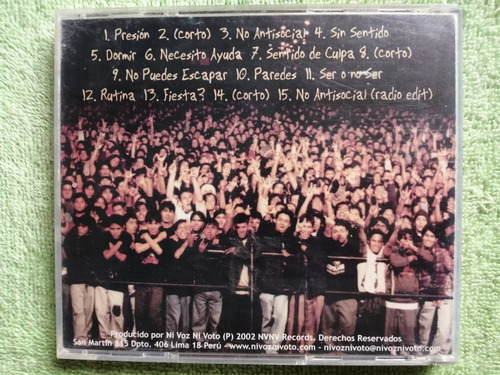 1. Presión 2. (corto) 3. No Antisocial 4. Sin Sentido
5. Dormir 6. Necesito Ayuda 7. Sentido de Culpa 8. (corto)
9. No Puedes Escapar 10. Paredes 11. Ser o no Ser
12. Rutina 13. Fiesta? 14. (corto) 15. No Antisocial (radio edit)
Producido por Ni Voz Ni Voto (P) 2002 NVNV Records. Derechos Reservados
San Martín 815 Dpto. 406 Lima 18 Perú - www.nivoznivoto.com - nivoznivoto@nivoznivoto.com